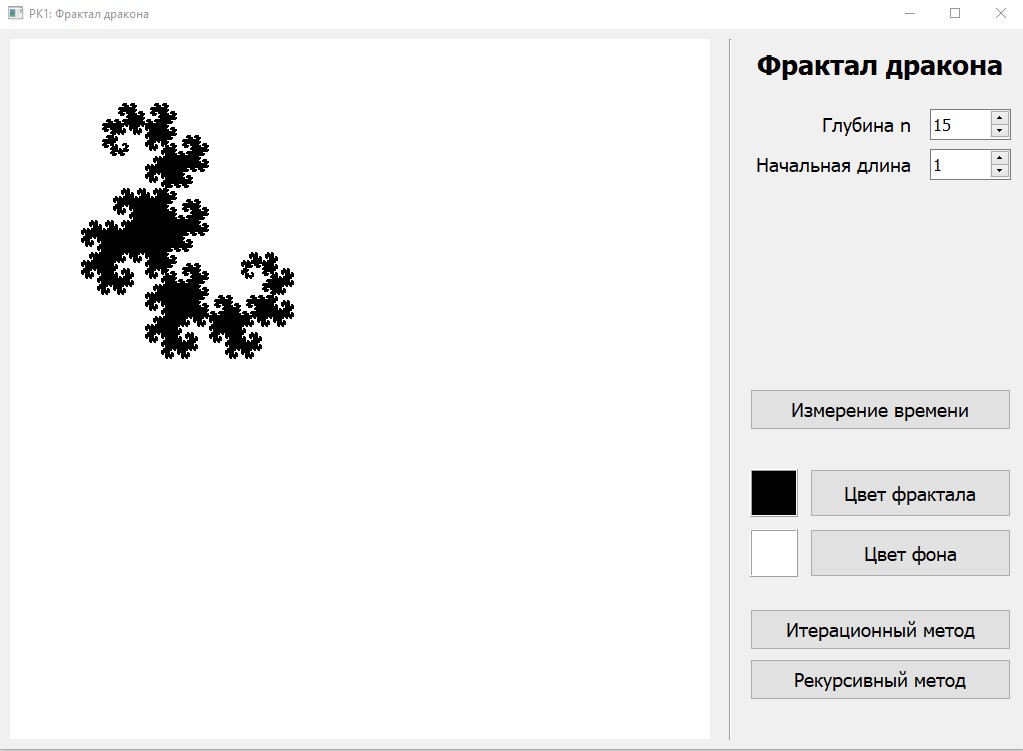 РК1: Фрактал дракона
Фрактал дракона
Глубина n 15
Начальная длина 1
Измерение времени
Цвет фрактала
Цвет фона
Итерационный метод
Рекурсивный метод